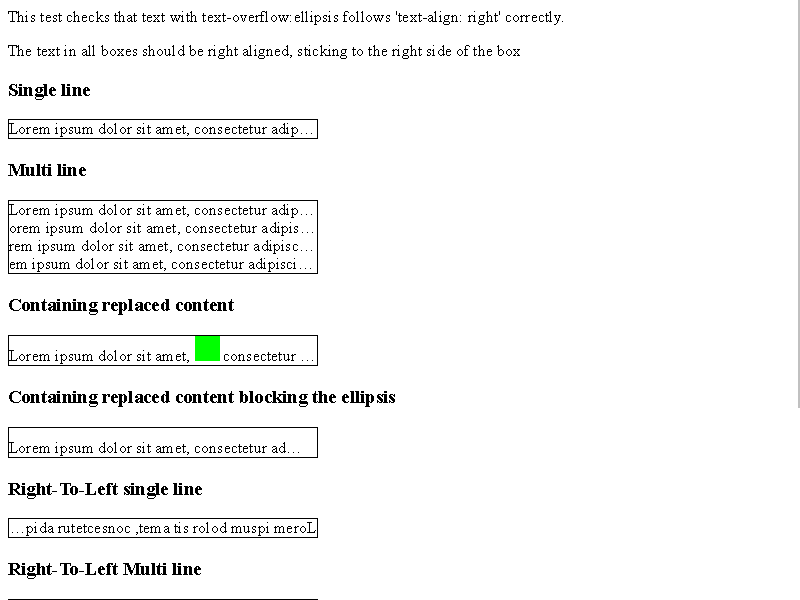 This test checks that text with text-overflow:ellipsis follows 'text-align: right' correctly.
The text in all boxes should be right aligned, sticking to the right side of the box
Single line
Lorem ipsum dolor sit amet, consectetur adip…
Multi line
Lorem ipsum dolor sit amet, consectetur adip…
orem ipsum dolor sit amet, consectetur adipis…
rem ipsum dolor sit amet, consectetur adipisc…
em ipsum dolor sit amet, consectetur adipisci…
Containing replaced content
Lorem ipsum dolor sit amet, consectetur …
Containing replaced content blocking the ellipsis
Lorem ipsum dolor sit amet, consectetur ad…
Right-To-Left single line
…pida rutetcesnoc ,tema tis rolod muspi meroL
Right-To-Left Multi line